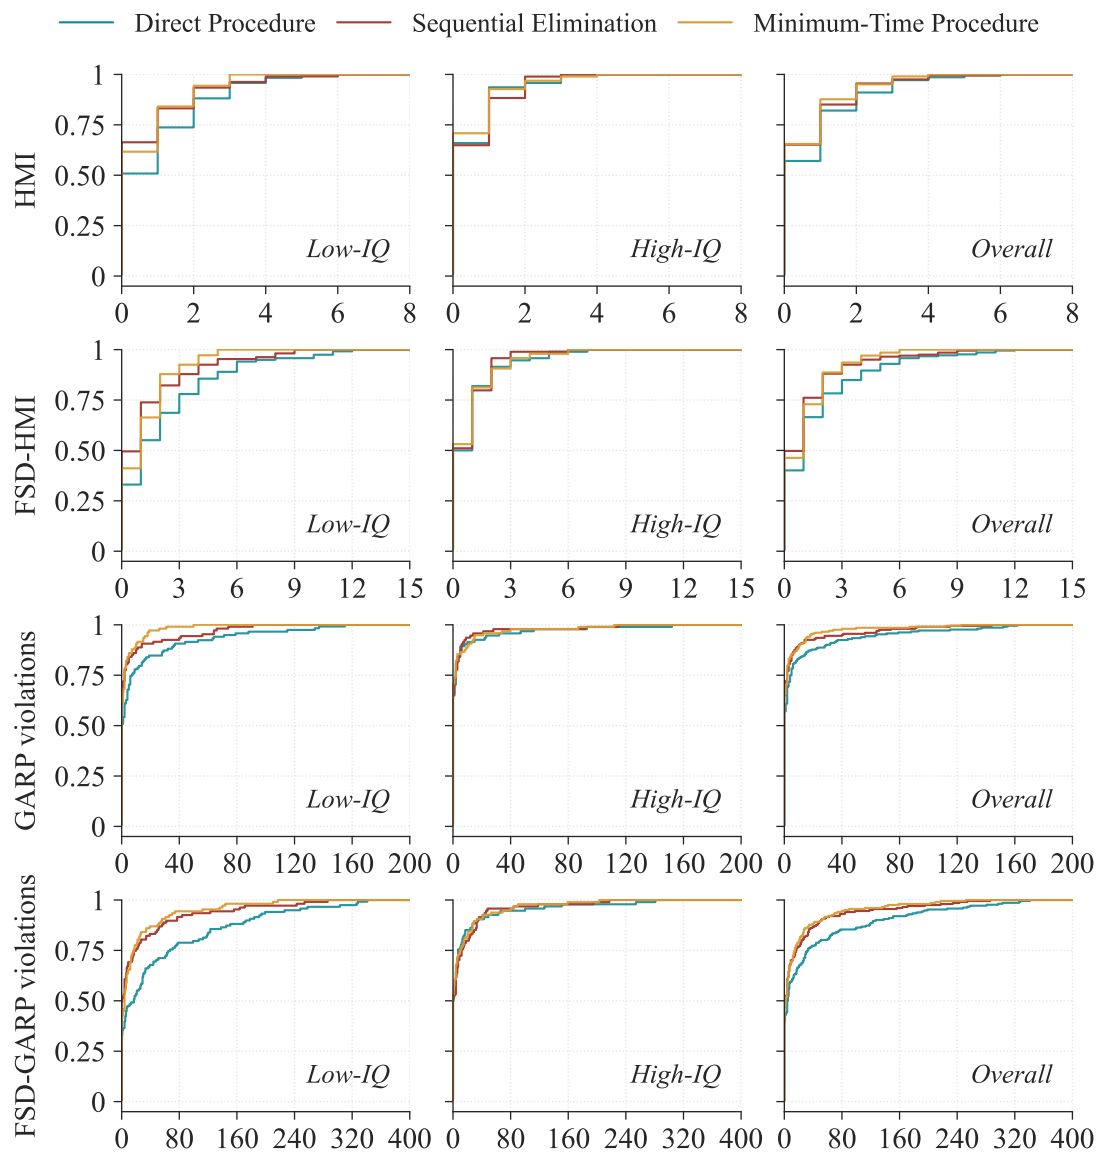 Direct Procedure Sequential Elimination Minimum-Time Procedure
HMI
1
0.75
0.50
0.25
0
Low-IQ
0 2 4 6 8
High-IQ
0 2 4 6 8
Overall
0 2 4 6 8
FSD-HMI
1
0.75
0.50
0.25
0
Low-IQ
0 3 6 9 12 15
High-IQ
0 3 6 9 12 15
Overall
0 3 6 9 12 15
GARP violations
1
0.75
0.50
0.25
0
Low-IQ
0 40 80 120 160 200
High-IQ
0 40 80 120 160 200
Overall
0 40 80 120 160 200
FSD-GARP violations
1
0.75
0.50
0.25
0
Low-IQ
0 80 160 240 320 400
High-IQ
0 80 160 240 320 400
Overall
0 80 160 240 320 400